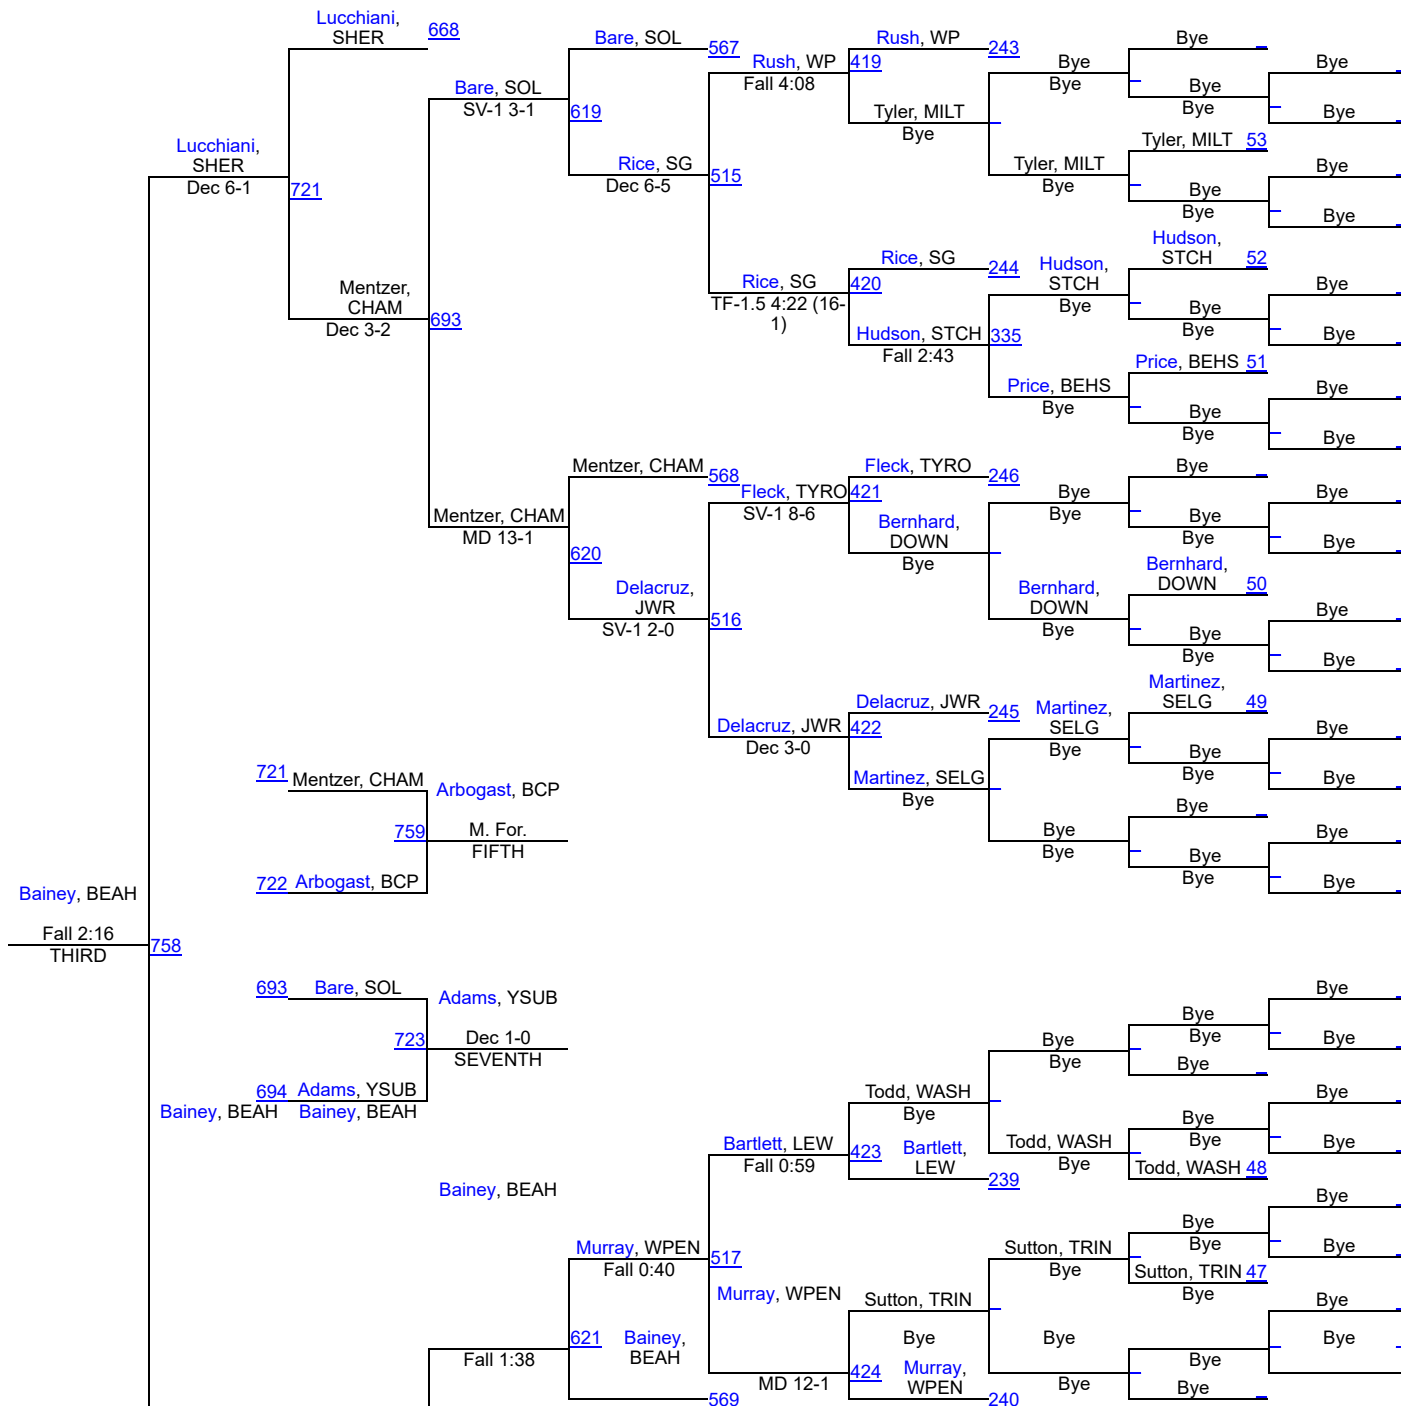 Lucchiani,
SHER
668
Bare, SOL
567
Rush, WP
243
Bye
Rush, WP
419
Fall 4:08
Bye
Bye
Bye
Bye
Bye
Bare, SOL
SV-1 3-1
619
Tyler, MILT
Bye
Bye
Lucchiani,
SHER
Dec 6-1
721
Rice, SG
Dec 6-5
515
Tyler, MILT
Bye
Tyler, MILT 53
Bye
Bye
Bye
Bye
Rice, SG
244
Hudson,
STCH
Bye
Hudson,
STCH
52
Mentzer,
CHAM
Dec 3-2
693
Rice, SG
420
TF-1.5 4:22 (16-
1)
Bye
Bye
Bye
Bye
Hudson, STCH
335
Fall 2:43
Price, BEHS
Bye
Price, BEHS 51
Bye
Bye
Bye
Bye
Mentzer, CHAM
568
Fleck, TYRO
246
Bye
Fleck, TYRO
421
SV-1 8-6
Bye
Bye
Bye
Bye
Bye
Bye
Mentzer, CHAM
MD 13-1
620
Bernhard,
DOWN
Bye
Delacruz,
JWR
SV-1 2-0
516
Bernhard,
DOWN
Bye
Bernhard,
DOWN
50
Bye
Bye
Bye
Bye
Delacruz, JWR
245
Martinez,
SELG
Bye
Martinez,
SELG
49
Delacruz, JWR
422
Dec 3-0
Bye
Bye
Bye
Bye
Martinez, SELG
Bye
Bye
Bye
Bye
Bye
Bye
Bye
Bye
721
Mentzer, CHAM
Arbogast, BCP
759
M. For.
FIFTH
722
Arbogast, BCP
Bainey, BEAH
Fall 2:16
THIRD
758
693
Bare, SOL
Adams, YSUB
723
Dec 1-0
SEVENTH
694
Adams, YSUB
Bainey, BEAH
Bainey, BEAH
Bye
Bye
Bye
Bye
Bye
Bye
Bye
Todd, WASH
Bye
Bye
Bye
Bye
Bye
Bartlett, LEW
Fall 0:59
423
Bartlett,
LEW
239
Todd, WASH
Bye
Todd, WASH 48
Bainey, BEAH
Bye
Bye
Bye
Bye
Murray, WPEN
Fall 0:40
517
Sutton, TRIN
Bye
Sutton, TRIN 47
Bye
Murray, WPEN
Sutton, TRIN
Bye
Bye
Bye
Bye
Bye
Fall 1:38
621
Bainey,
BEAH
MD 12-1
424
Murray,
WPEN
Bye
Bye
569
240